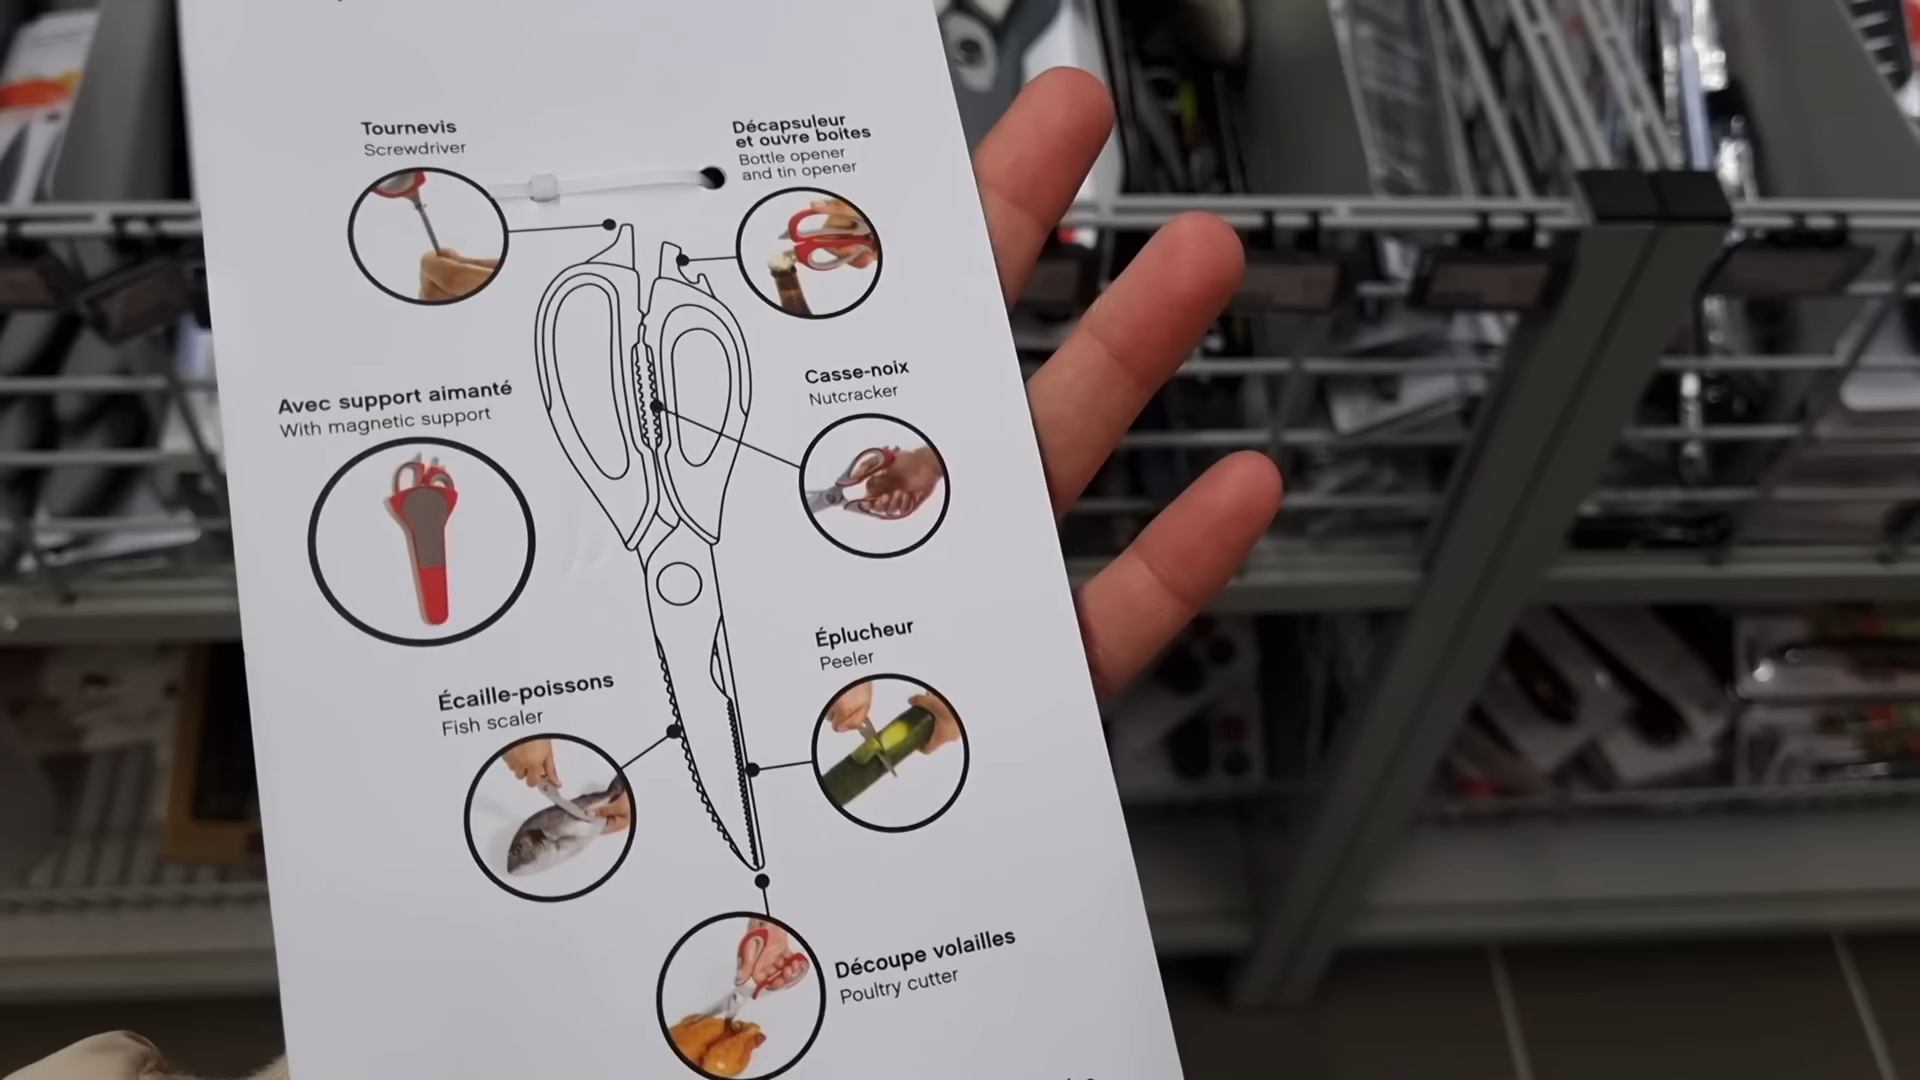 Tournevis
Screwdriver
Décapsuleur
et ouvre boites
Bottle opener
and tin opener
Avec support aimanté
With magnetic support
Casse-noix
Nutcracker
Écaille-poissons
Fish scaler
Éplucheur
Peeler
Découpe volailles
Poultry cutter